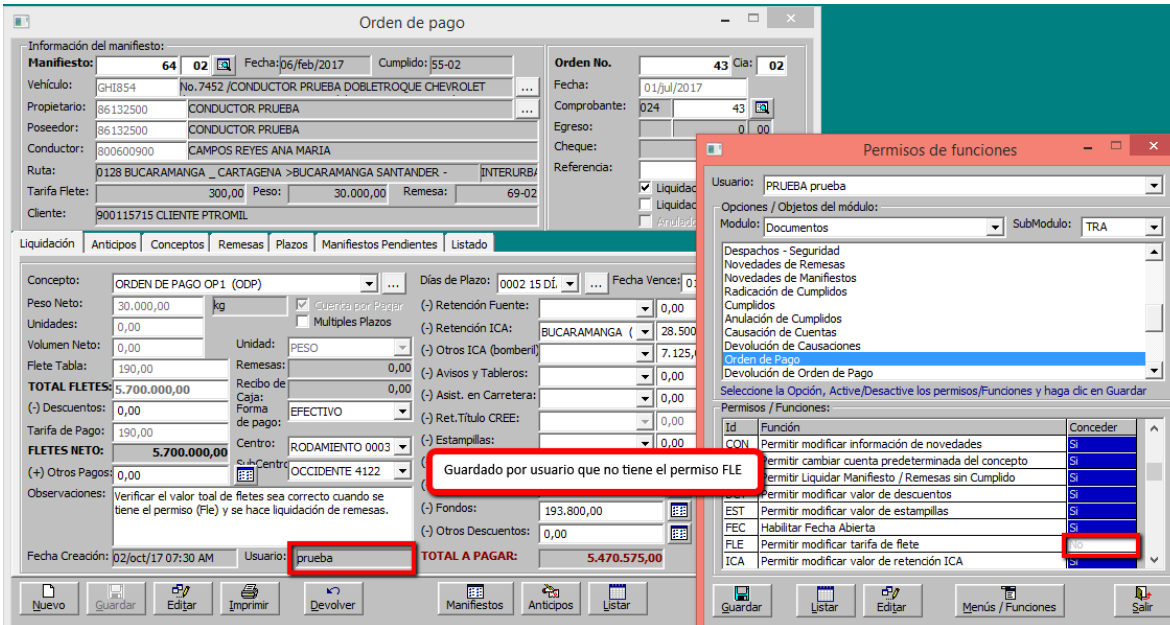 Orden de pago
Información del manifiesto:
Manifiesto: 64 02 Fecha: 06/feb/2017 Cumplido: 55-02
Vehículo: GHI854 No.7452 /CONDUCTOR PRUEBA DOBLETROQUE CHEVROLET ...
Propietario: 86132500 CONDUCTOR PRUEBA ...
Poseedor: 86132500 CONDUCTOR PRUEBA
Conductor: 800600900 CAMPOS REYES ANA MARIA
Ruta: 0128 BUCARAMANGA _ CARTAGENA >BUCARAMANGA SANTANDER - INTERURBA
Tarifa Flete: 300,00 Peso: 30.000,00 Remesa: 69-02
Cliente: 900115715 CLIENTE PTROMIL
Orden No. 43 Cia: 02
Fecha: 01/jul/2017
Comprobante: 024 43
Egreso: 0 00
Cheque:
Referencia:
Liquidac
Liquidac
Anulado
Liquidación Anticipos Conceptos Remesas Plazos Manifiestos Pendientes Listado
Concepto: ORDEN DE PAGO OP1 (ODP) ...
Peso Neto: 30.000,00 kg Cuenta por Pagar
Unidades: 0,00 Multiples Plazos
Volumen Neto: 0,00 Unidad: PESO
Flete Tabla: 190,00 Remesas: 0,00
TOTAL FLETES: 5.700.000,00 Recibo de Caja: 0,00
(-) Descuentos: 0,00 Forma de pago: EFECTIVO
Tarifa de Pago: 190,00
FLETES NETO: 5.700.000,00 Centro: RODAMIENTO 0003
(+) Otros Pagos: 0,00 SubCentro OCCIDENTE 4122
Observaciones: Verificar el valor toal de fletes sea correcto cuando se
tiene el permiso (Fle) y se hace liquidación de remesas.
Fecha Creación: 02/oct/17 07:30 AM Usuario: prueba
Días de Plazo: 0002 15 DÍ. ... Fecha Vence: 01
(-) Retención Fuente: 0,00
(-) Retención ICA: BUCARAMANGA ( 28.500
(-) Otros ICA (bomberil) 7.125,
(-) Avisos y Tableros: 0,00
(-) Asist. en Carretera: 0,00
(-) Ret.Título CREE: 0,00
(-) Estampillas: 0,00
Guardado por usuario que no tiene el permiso FLE
(-) Fondos: 193.800,00
(-) Otros Descuentos: 0,00
TOTAL A PAGAR: 5.470.575,00
Nuevo Guardar Editar Imprimir Devolver Manifiestos Anticipos Listar
Permisos de funciones
Usuario: PRUEBA prueba
Opciones / Objetos del módulo:
Modulo: Documentos SubModulo: TRA
Despachos - Seguridad
Novedades de Remesas
Novedades de Manifiestos
Radicación de Cumplidos
Cumplidos
Anulación de Cumplidos
Causación de Cuentas
Devolución de Causaciones
Orden de Pago
Devolución de Orden de Pago
Seleccione la Opción, Active/Desactive los permisos/Funciones y haga clic en Guardar
Permisos / Funciones:
Id Función Conceder
CON Permitir modificar información de novedades Si
Permitir cambiar cuenta predeterminada del concepto Si
Permitir Liquidar Manifiesto / Remesas sin Cumplido Si
Permitir modificar valor de descuentos Si
EST Permitir modificar valor de estampillas Si
FEC Habilitar Fecha Abierta Si
FLE Permitir modificar tarifa de flete No
ICA Permitir modificar valor de retención ICA Si
Guardar Listar Editar Menús / Funciones Salir